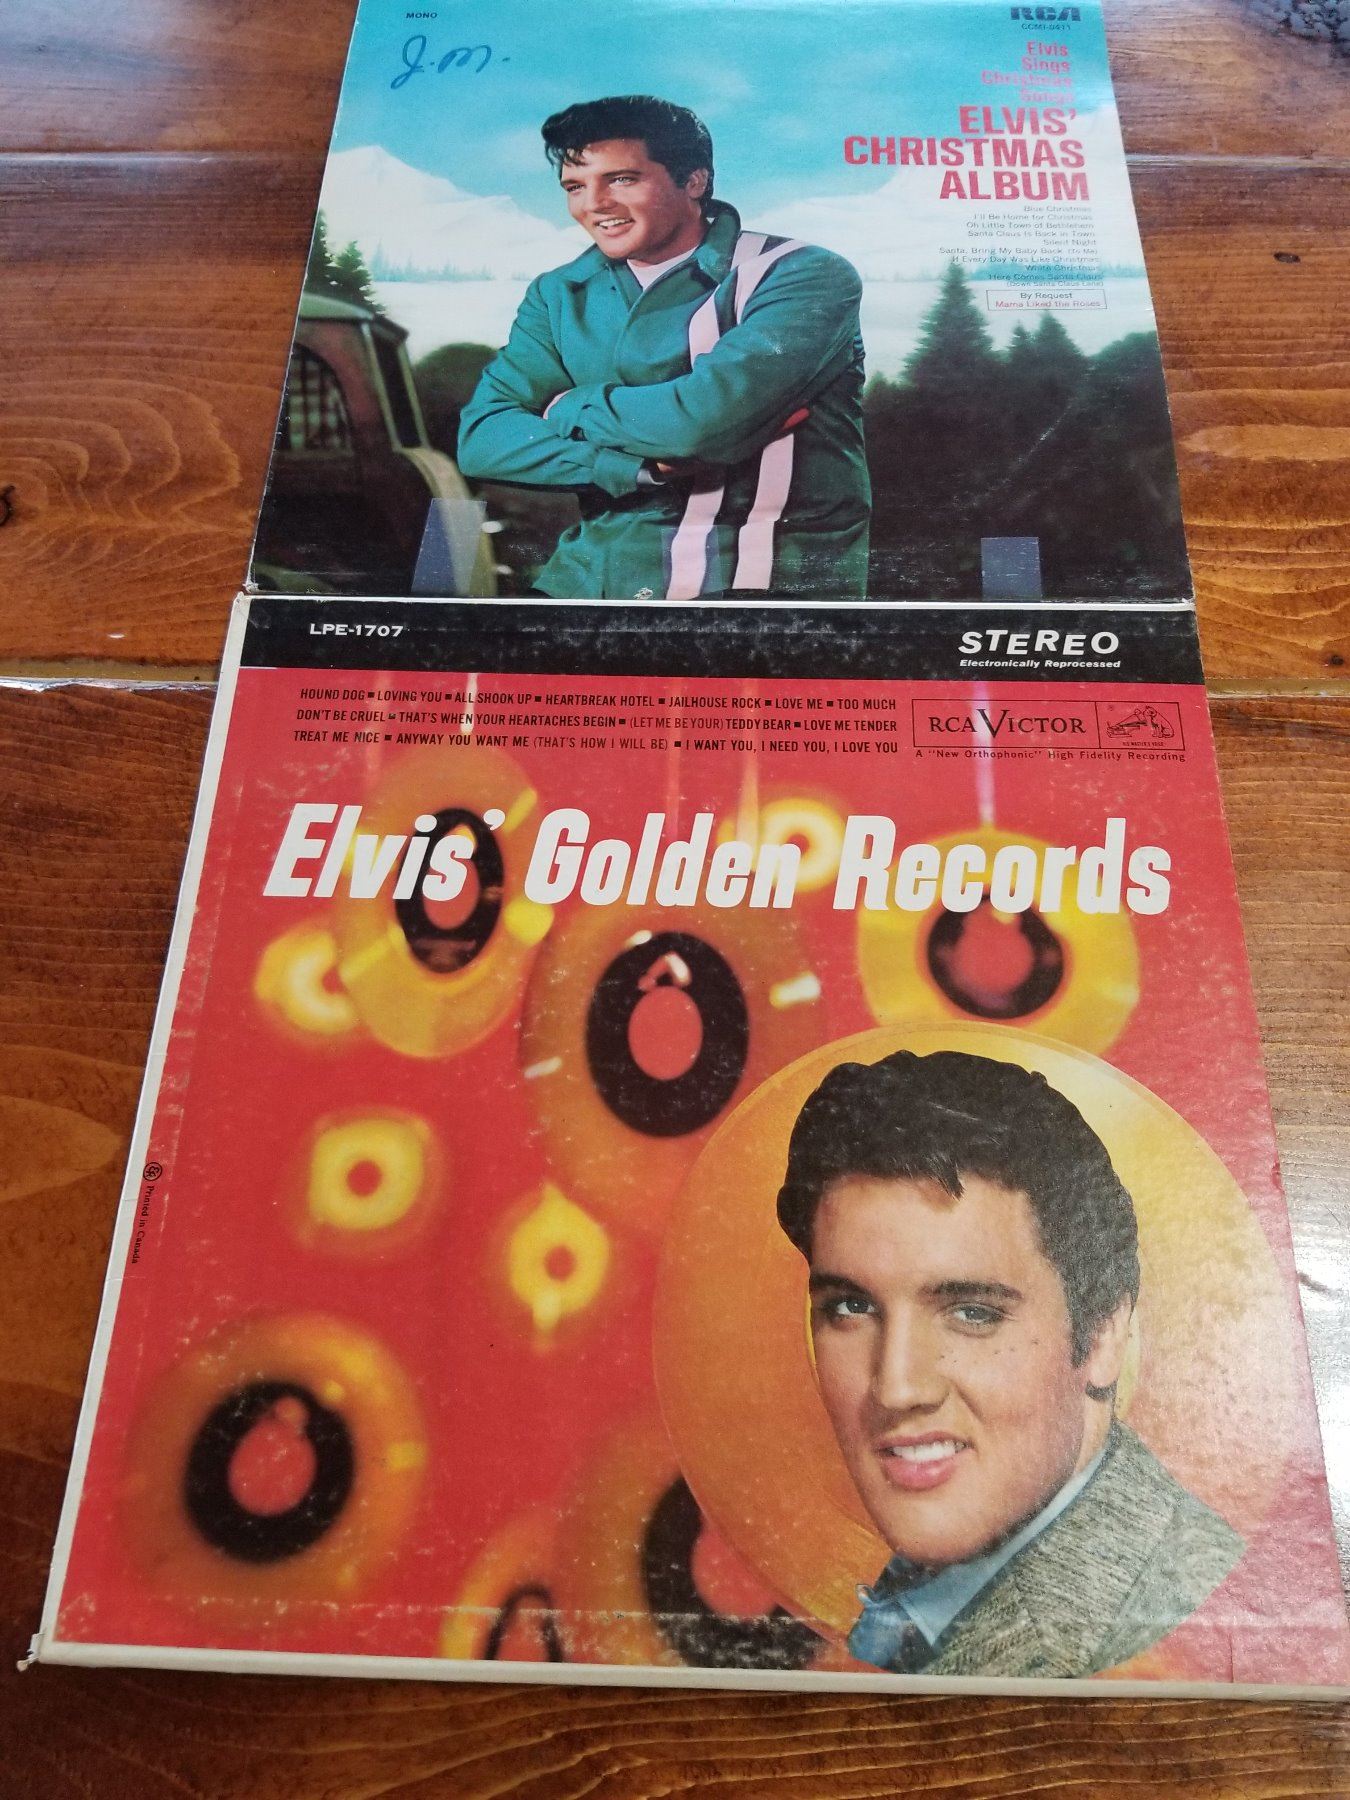 MONO
J.M.
RCA
Elvis
Sings
Christmas
Songs
ELVIS'
CHRISTMAS
ALBUM
Blue Christmas
I'll Be Home for Christmas
Oh Little Town of Bethlehem
Santa Claus Is Back in Town
Silent Night
Santa, Bring My Baby Back (To Me)
If Every Day Was Like Christmas
White Christmas
Here Comes Santa Claus
(Down Santa Claus Lane)
By Request
Mama Liked the Roses
LPE-1707
STEREO
Electronically Reprocessed
HOUND DOG ■ LOVING YOU ■ ALL SHOOK UP ■ HEARTBREAK HOTEL ■ JAILHOUSE ROCK ■ LOVE ME ■ TOO MUCH
DON'T BE CRUEL ■ THAT'S WHEN YOUR HEARTACHES BEGIN ■ (LET ME BE YOUR) TEDDY BEAR ■ LOVE ME TENDER
TREAT ME NICE ■ ANYWAY YOU WANT ME (THAT'S HOW I WILL BE) ■ I WANT YOU, I NEED YOU, I LOVE YOU
RCA VICTOR
"HIS MASTER'S VOICE"
A "New Orthophonic" High Fidelity Recording
Elvis' Golden Records
Printed in Canada